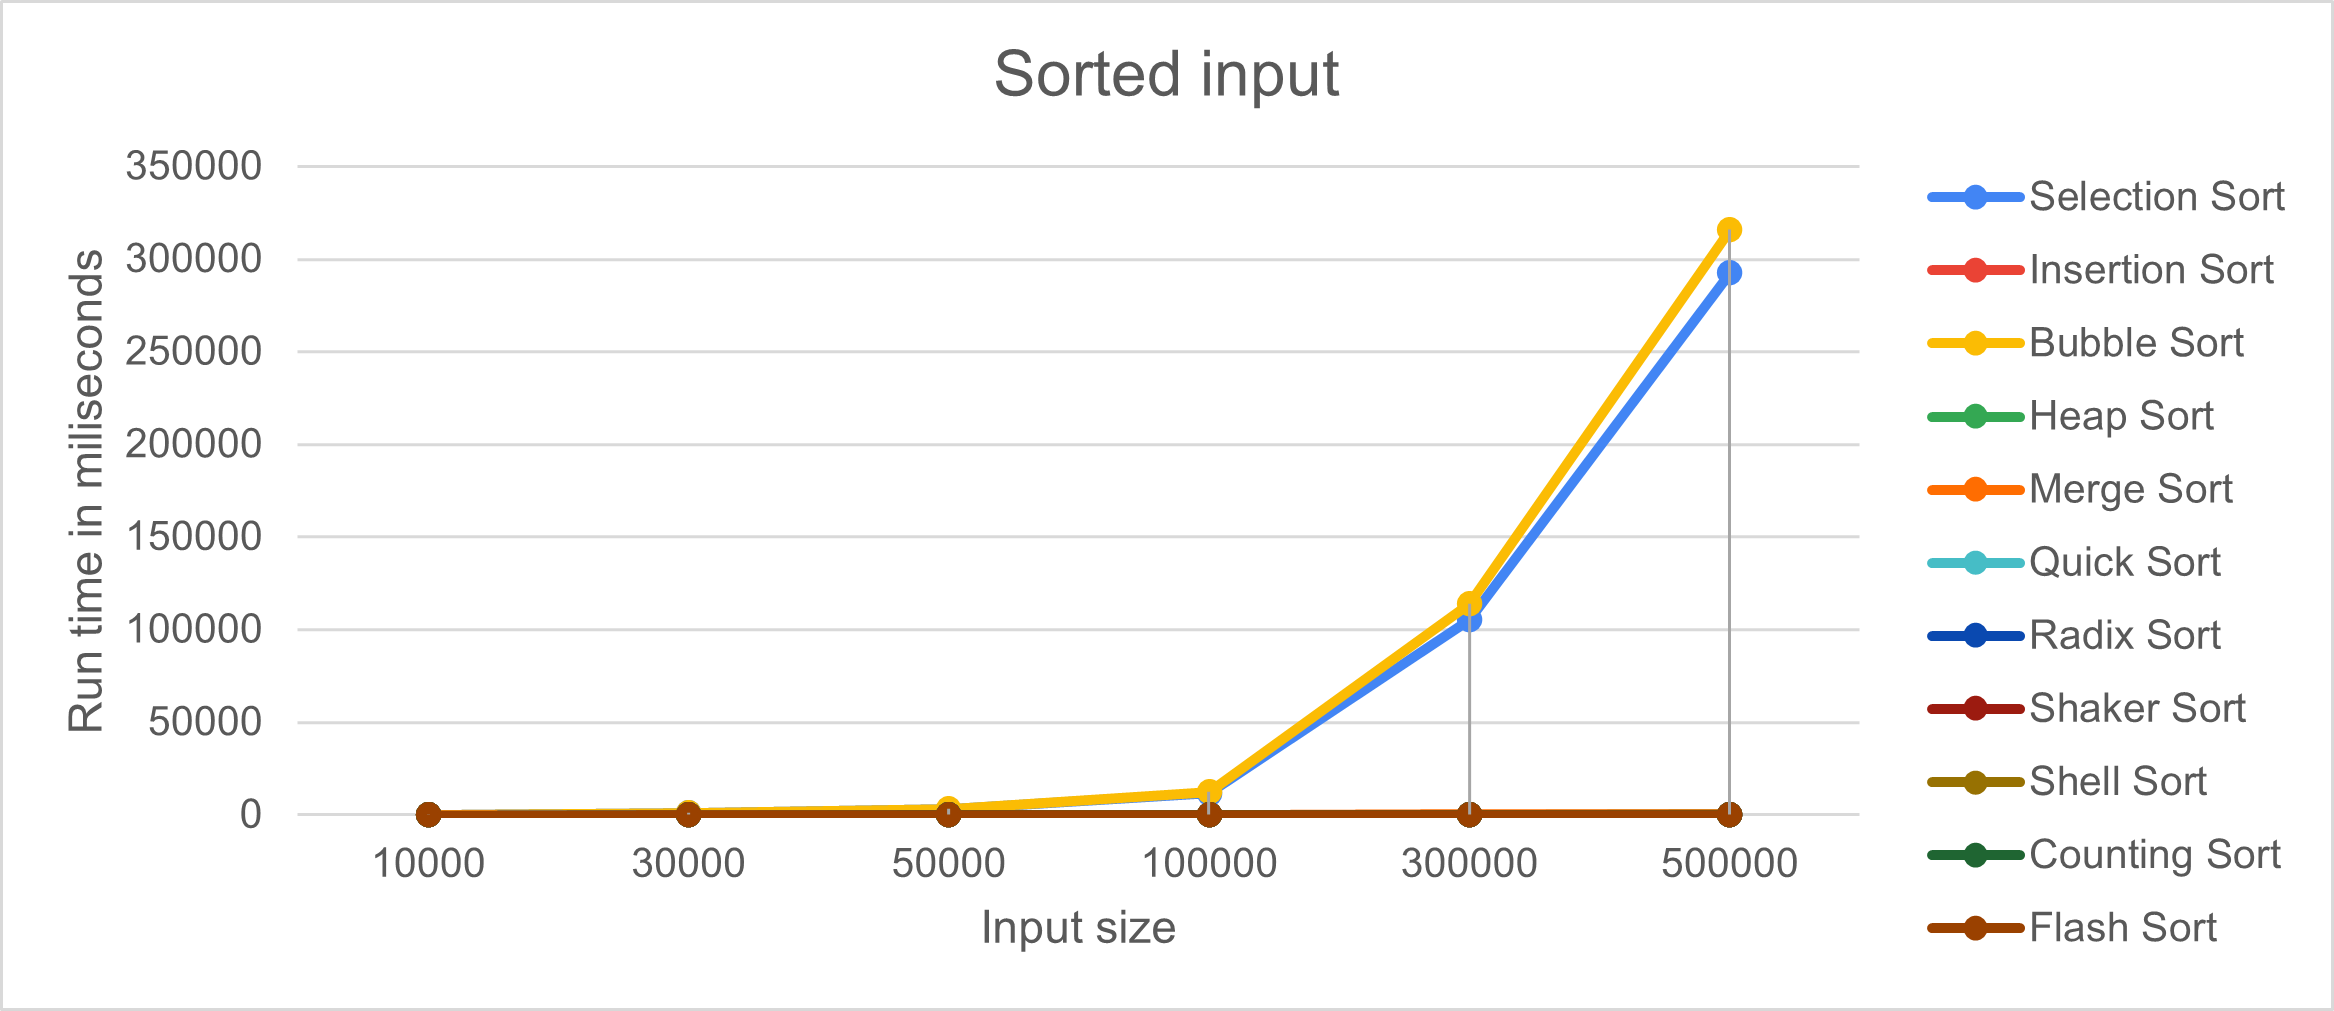 Sorted input
Run time in miliseconds
350000
300000
250000
200000
150000
100000
50000
0
10000 30000 50000 100000 300000 500000
Input size
Selection Sort
Insertion Sort
Bubble Sort
Heap Sort
Merge Sort
Quick Sort
Radix Sort
Shaker Sort
Shell Sort
Counting Sort
Flash Sort